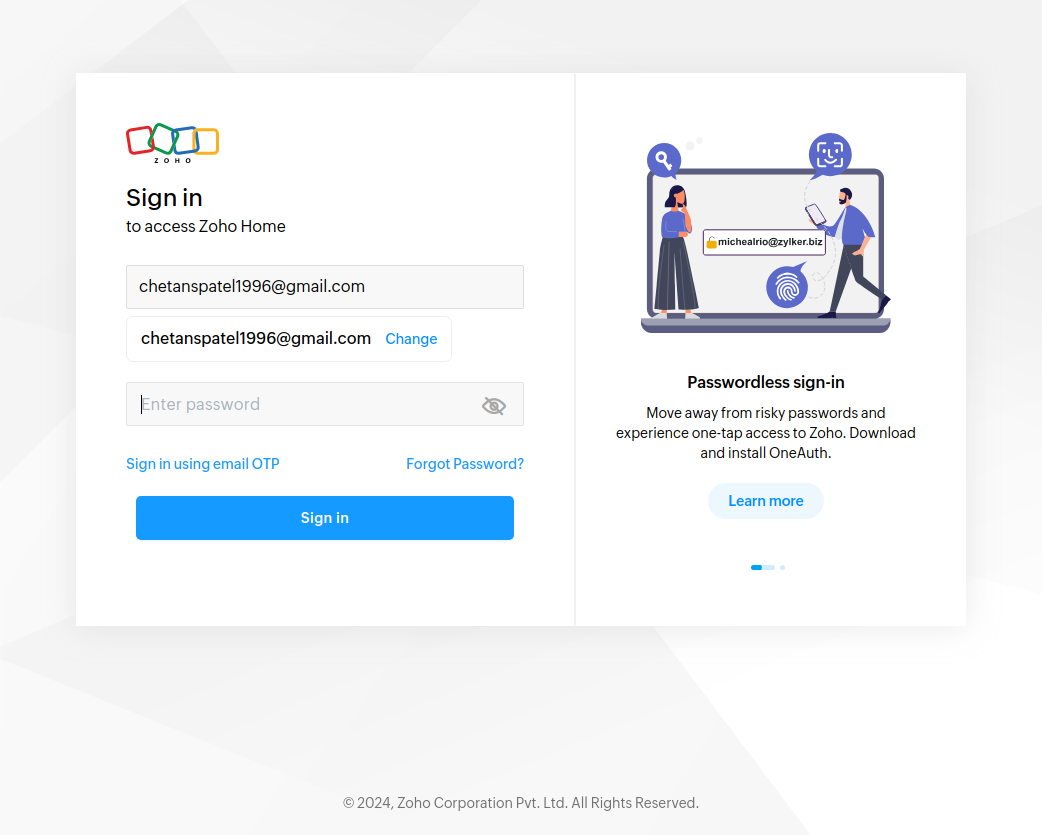 ZOHO
Sign in
to access Zoho Home
chetanspatel1996@gmail.com
chetanspatel1996@gmail.com Change
Enter password
Sign in using email OTP Forgot Password?
Sign in
michealrio@zylker.biz
Passwordless sign-in
Move away from risky passwords and
experience one-tap access to Zoho. Download
and install OneAuth.
Learn more
© 2024, Zoho Corporation Pvt. Ltd. All Rights Reserved.